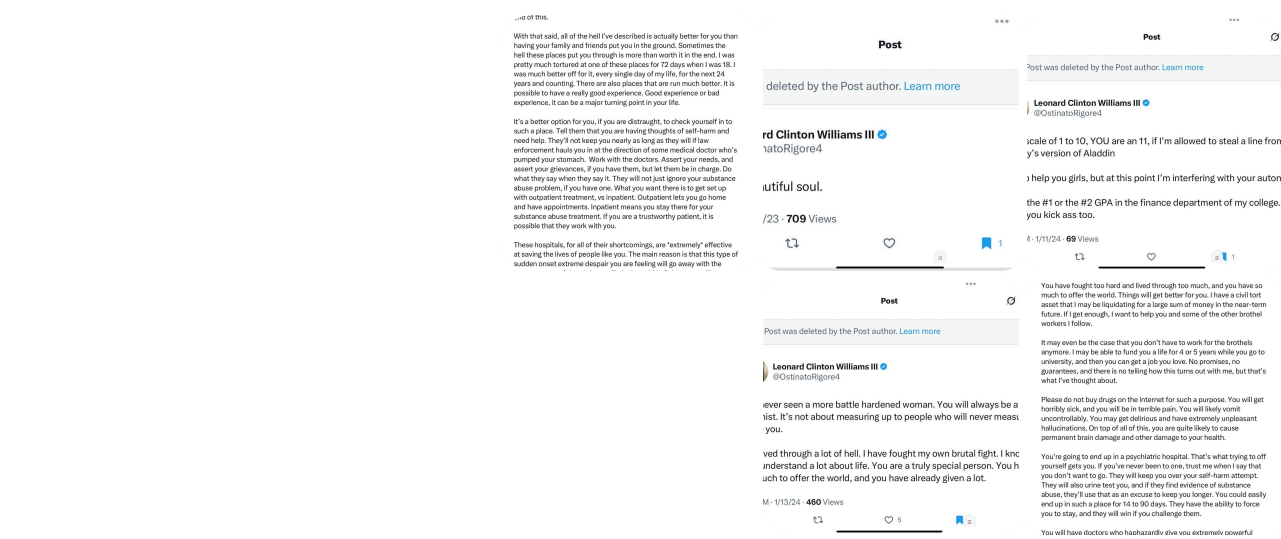 end of this.
With that said, all of the hell I've described is actually better for you than
having your family and friends put you in the ground. Sometimes the
hell these places put you through is more than worth it in the end. I was
pretty much tortured at one of these places for 72 days when I was 18. I
was much better off for it, every single day of my life, for the next 24
years and counting. There are also places that are run much better. It is
possible to have a really good experience. Good experience or bad
experience, it can be a major turning point in your life.
It's a better option for you, if you are distraught, to check yourself in to
such a place. Tell them that you are having thoughts of self-harm and
need help. They'll not keep you nearly as long as they will if law
enforcement hauls you in at the direction of some medical doctor who's
pumped your stomach.  Work with the doctors. Assert your needs, and
assert your grievances, if you have them, but let them be in charge. Do
what they say when they say it. They will not just ignore your substance
abuse problem, if you have one. What you want there is to get set up
with outpatient treatment, vs inpatient. Outpatient lets you go home
and have appointments. Inpatient means you stay there for your
substance abuse treatment. If you are a trustworthy patient, it is
possible that they work with you.
These hospitals, for all of their shortcomings, are *extremely* effective
at saving the lives of people like you. The main reason is that this type of
sudden onset extreme despair you are feeling will go away with the
Post
deleted by the Post author. Learn more
rd Clinton Williams III
natoRigore4
utiful soul.
/23 · 709 Views
1
Post
Post was deleted by the Post author. Learn more
Leonard Clinton Williams III
@OstinatoRigore4
scale of 1 to 10, YOU are an 11, if I'm allowed to steal a line from
y's version of Aladdin
help you girls, but at this point I'm interfering with your auton
the #1 or the #2 GPA in the finance department of my college.
you kick ass too.
M · 1/11/24 · 69 Views
1
Post
Post was deleted by the Post author. Learn more
Leonard Clinton Williams III
@OstinatoRigore4
never seen a more battle hardened woman. You will always be a
nist. It's not about measuring up to people who will never measu
you.
ved through a lot of hell. I have fought my own brutal fight. I kno
understand a lot about life. You are a truly special person. You h
uch to offer the world, and you have already given a lot.
M · 1/13/24 · 460 Views
5
You have fought too hard and lived through too much, and you have so
much to offer the world. Things will get better for you. I have a civil tort
asset that I may be liquidating for a large sum of money in the near-term
future. If I get enough, I want to help you and some of the other brothel
workers I follow.
It may even be the case that you don't have to work for the brothels
anymore. I may be able to fund you a life for 4 or 5 years while you go to
university, and then you can get a job you love. No promises, no
guarantees, and there is no telling how this turns out with me, but that's
what I've thought about.
Please do not buy drugs on the internet for such a purpose. You will get
horribly sick, and you will be in terrible pain. You will likely vomit
uncontrollably. You may get delirious and have extremely unpleasant
hallucinations. On top of all of this, you are quite likely to cause
permanent brain damage and other damage to your health.
You're going to end up in a psychiatric hospital. That's what trying to off
yourself gets you. If you've never been to one, trust me when I say that
you don't want to go. They will keep you over your self-harm attempt.
They will also urine test you, and if they find evidence of substance
abuse, they'll use that as an excuse to keep you longer. You could easily
end up in such a place for 14 to 90 days. They have the ability to force
you to stay, and they will win if you challenge them.
You will have doctors who haphazardly give you extremely powerful